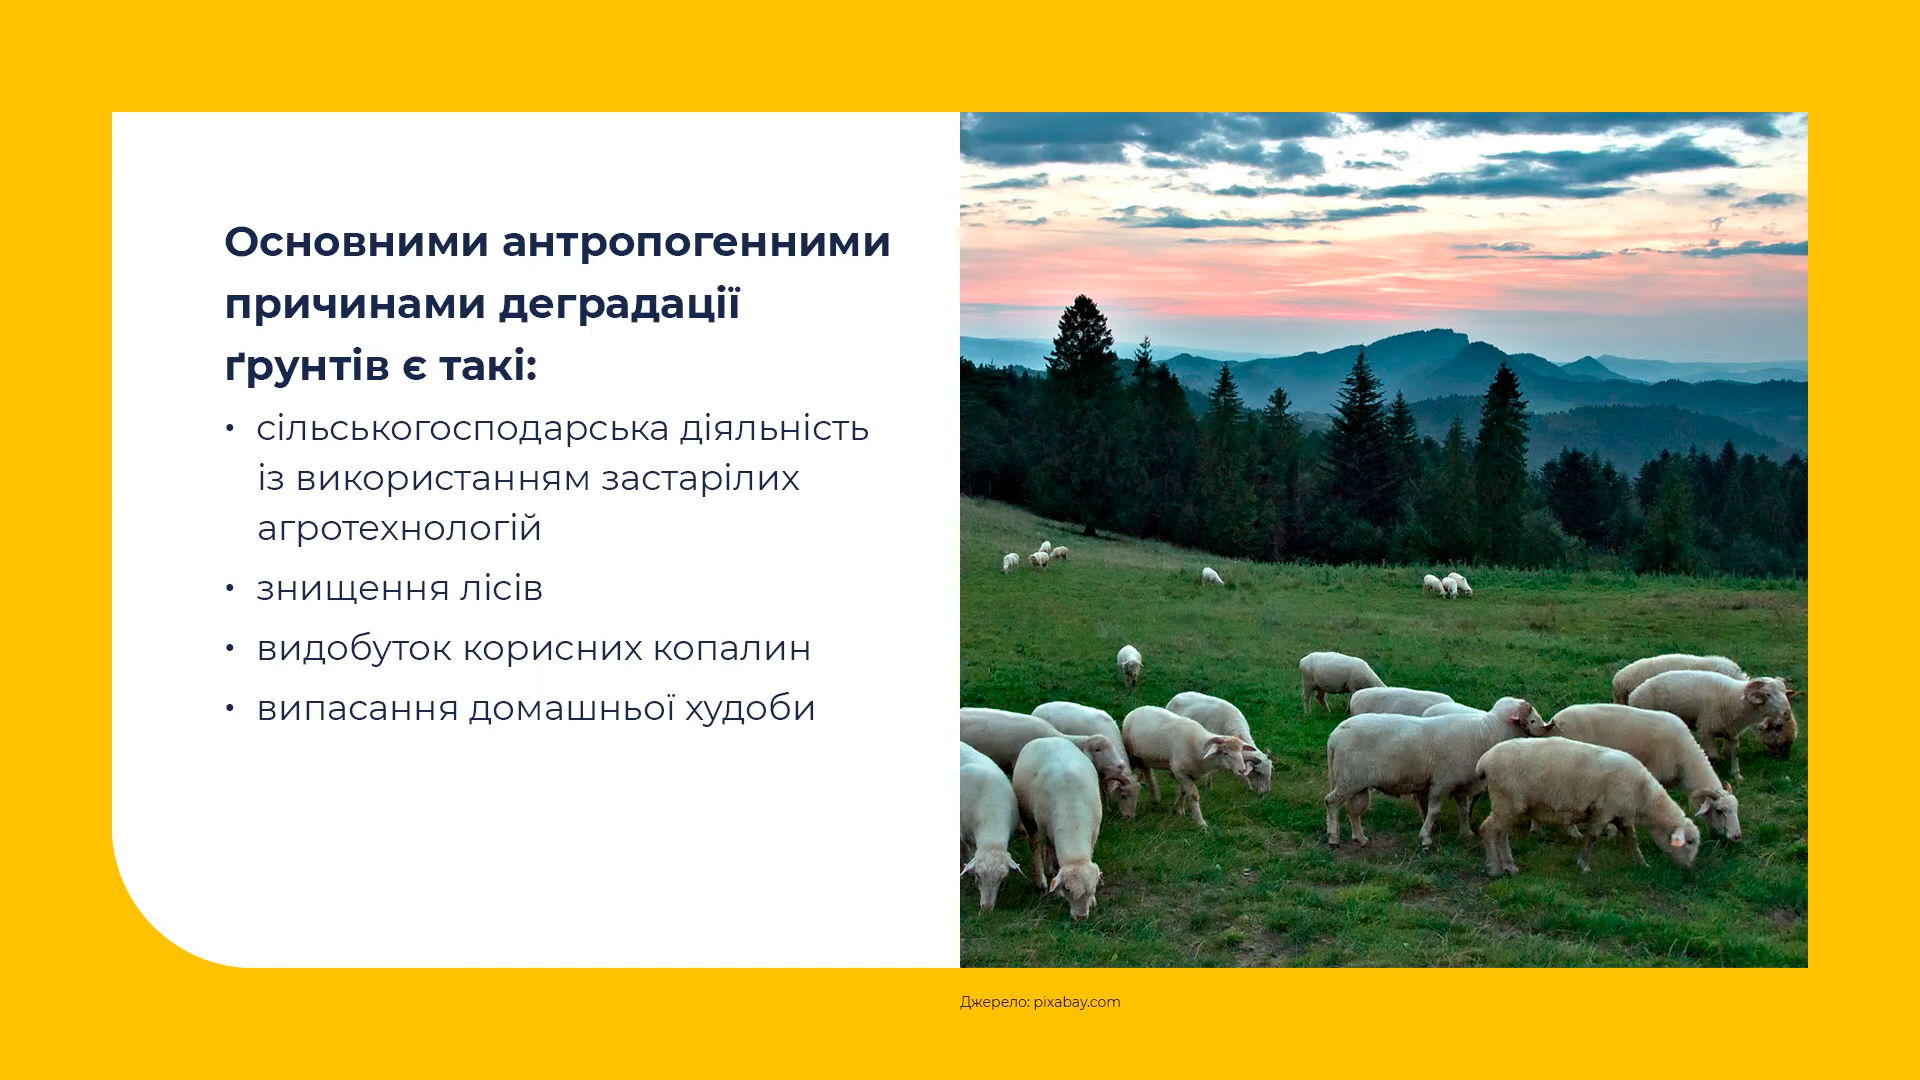 Основними антропогенними
причинами деградації
ґрунтів є такі:
• сільськогосподарська діяльність
із використанням застарілих
агротехнологій
• знищення лісів
• видобуток корисних копалин
• випасання домашньої худоби
Джерело: pixabay.com